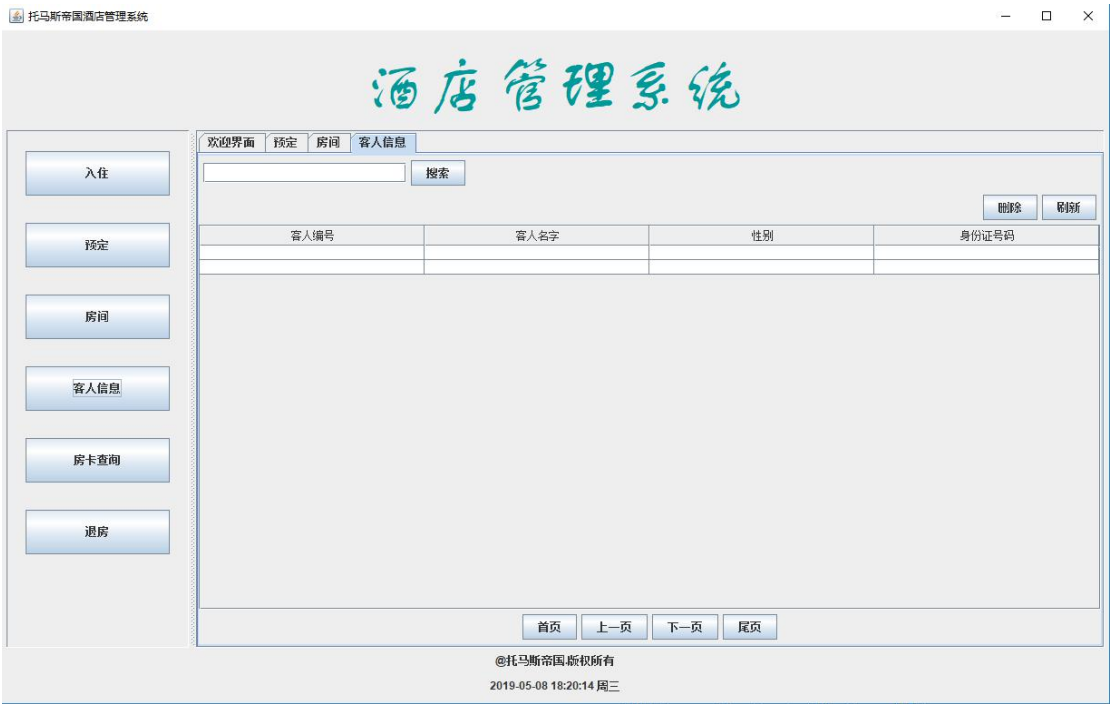 托马斯帝国酒店管理系统
酒店管理系统
欢迎界面 预定 房间 客人信息
入住
搜索
删除 刷新
客人编号 客人名字 性别 身份证号码
预定
房间
客人信息
房卡查询
退房
首页 上一页 下一页 尾页
@托马斯帝国.版权所有
2019-05-08 18:20:14 周三